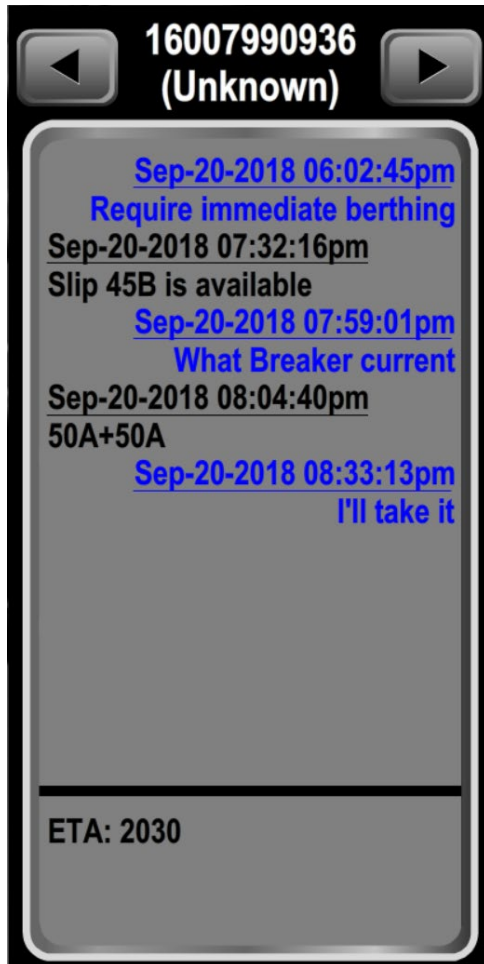 16007990936
(Unknown)
Sep-20-2018 06:02:45pm
Require immediate berthing
Sep-20-2018 07:32:16pm
Slip 45B is available
Sep-20-2018 07:59:01pm
What Breaker current
Sep-20-2018 08:04:40pm
50A+50A
Sep-20-2018 08:33:13pm
I'll take it
ETA: 2030